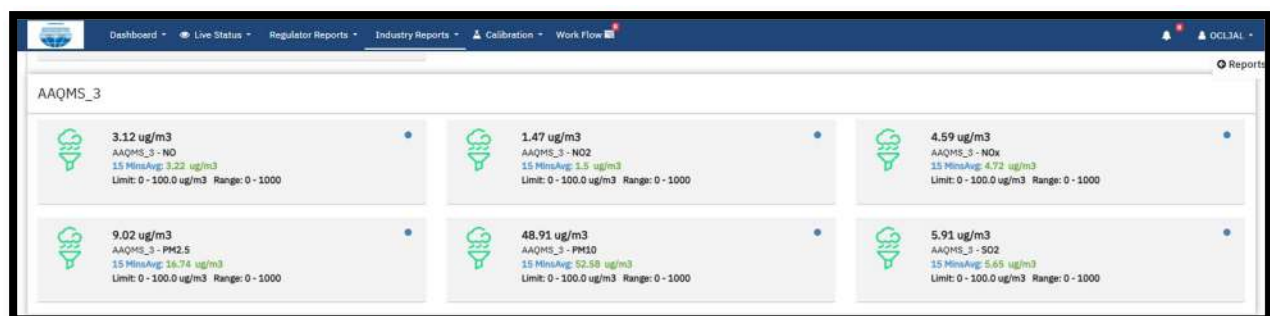 Dashboard Live Status Regulator Reports Industry Reports Calibration Work Flow OCLJAL
Reports
AAQMS_3
3.12 ug/m3
AAQMS_3 - NO
15 MinsAvg: 3.22 ug/m3
Limit: 0 - 100.0 ug/m3 Range: 0 - 1000
1.47 ug/m3
AAQMS_3 - NO2
15 MinsAvg: 1.5 ug/m3
Limit: 0 - 100.0 ug/m3 Range: 0 - 1000
4.59 ug/m3
AAQMS_3 - NOx
15 MinsAvg: 4.72 ug/m3
Limit: 0 - 100.0 ug/m3 Range: 0 - 1000
9.02 ug/m3
AAQMS_3 - PM2.5
15 MinsAvg: 16.74 ug/m3
Limit: 0 - 100.0 ug/m3 Range: 0 - 1000
48.91 ug/m3
AAQMS_3 - PM10
15 MinsAvg: 52.58 ug/m3
Limit: 0 - 100.0 ug/m3 Range: 0 - 1000
5.91 ug/m3
AAQMS_3 - SO2
15 MinsAvg: 5.65 ug/m3
Limit: 0 - 100.0 ug/m3 Range: 0 - 1000